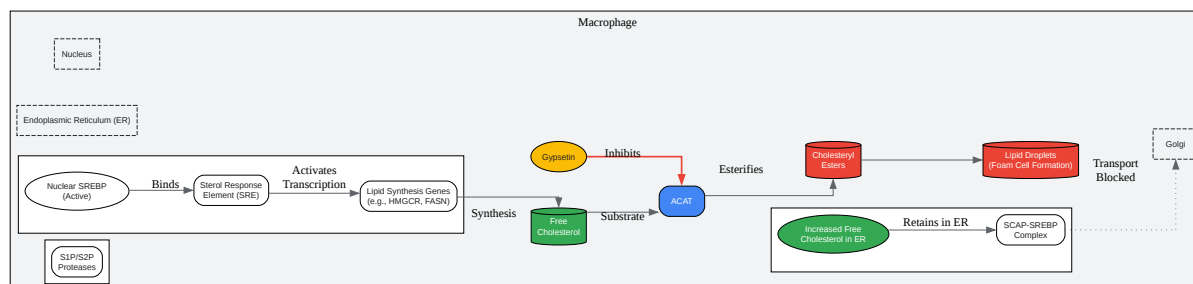 Macrophage
Nucleus
Endoplasmic Reticulum (ER)
Nuclear SREBP
(Active)
Binds
Sterol Response
Element (SRE)
Activates
Transcription
Lipid Synthesis Genes
(e.g., HMGCR, FASN)
Synthesis
S1P/S2P
Proteases
Gypsetin
Inhibits
Free
Cholesterol
Substrate
ACAT
Esterifies
Cholesteryl
Esters
Lipid Droplets
(Foam Cell Formation)
Increased Free
Cholesterol in ER
Retains in ER
SCAP-SREBP
Complex
Transport
Blocked
Golgi